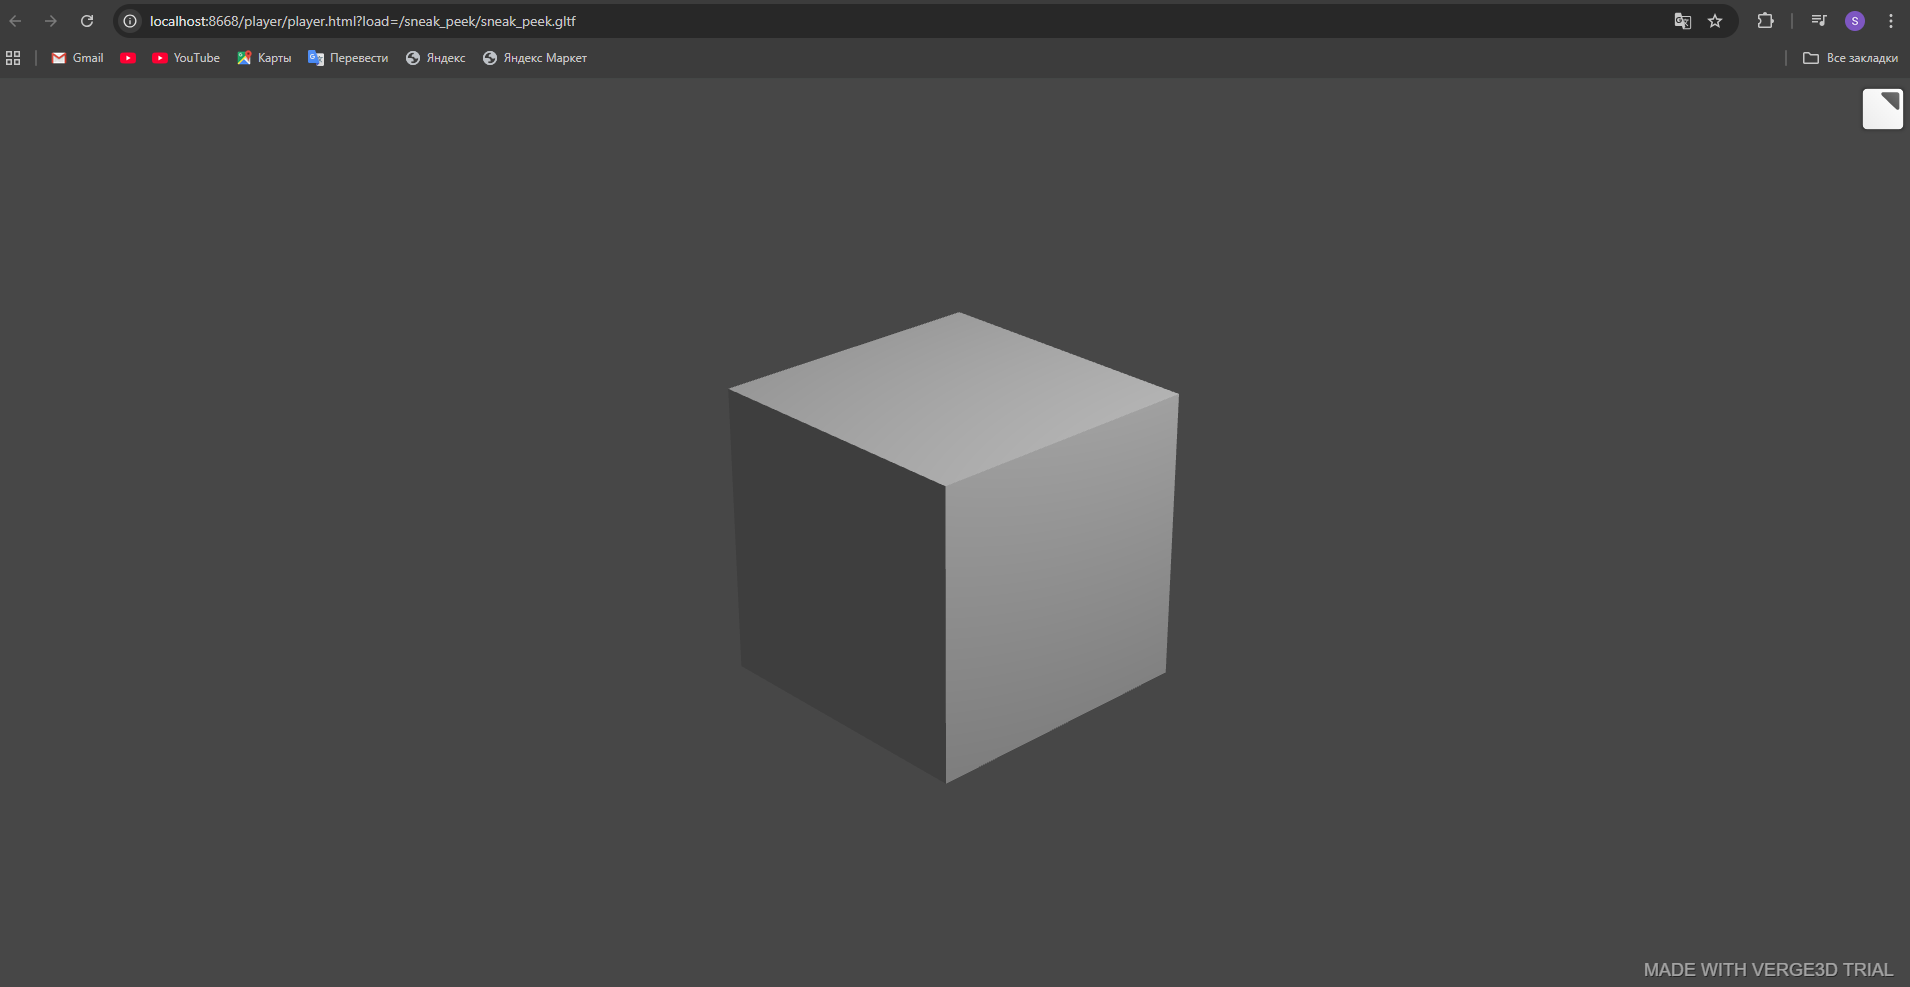 localhost:8668/player/player.html?load=/sneak_peek/sneak_peek.gltf
S
Gmail YouTube Карты Перевести Яндекс Яндекс Маркет Все закладки
MADE WITH VERGE3D TRIAL